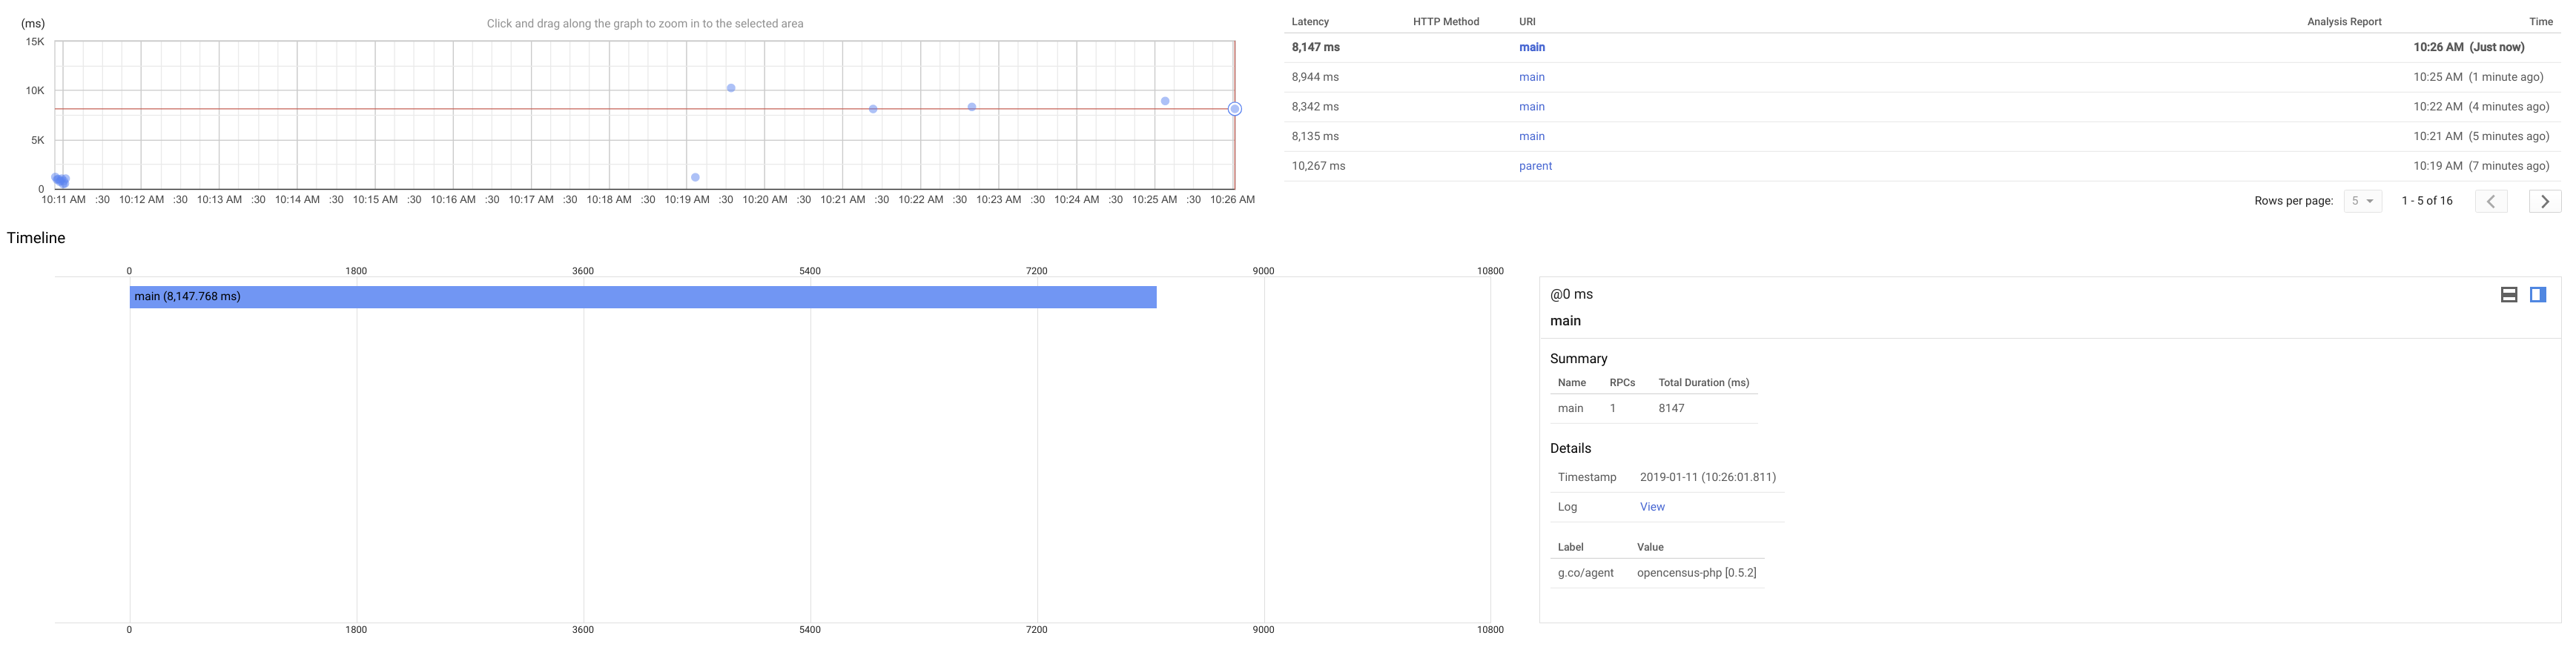 (ms)
Click and drag along the graph to zoom in to the selected area
15K
10K
5K
0
10:11 AM :30 10:12 AM :30 10:13 AM :30 10:14 AM :30 10:15 AM :30 10:16 AM :30 10:17 AM :30 10:18 AM :30 10:19 AM :30 10:20 AM :30 10:21 AM :30 10:22 AM :30 10:23 AM :30 10:24 AM :30 10:25 AM :30 10:26 AM
Latency HTTP Method URI Analysis Report Time
8,147 ms main 10:26 AM (Just now)
8,944 ms main 10:25 AM (1 minute ago)
8,342 ms main 10:22 AM (4 minutes ago)
8,135 ms main 10:21 AM (5 minutes ago)
10,267 ms parent 10:19 AM (7 minutes ago)
Rows per page: 5 1 - 5 of 16
Timeline
0 1800 3600 5400 7200 9000 10800
main (8,147.768 ms)
0 1800 3600 5400 7200 9000 10800
@0 ms
main
Summary
Name RPCs Total Duration (ms)
main 1 8147
Details
Timestamp 2019-01-11 (10:26:01.811)
Log View
Label Value
g.co/agent opencensus-php [0.5.2]